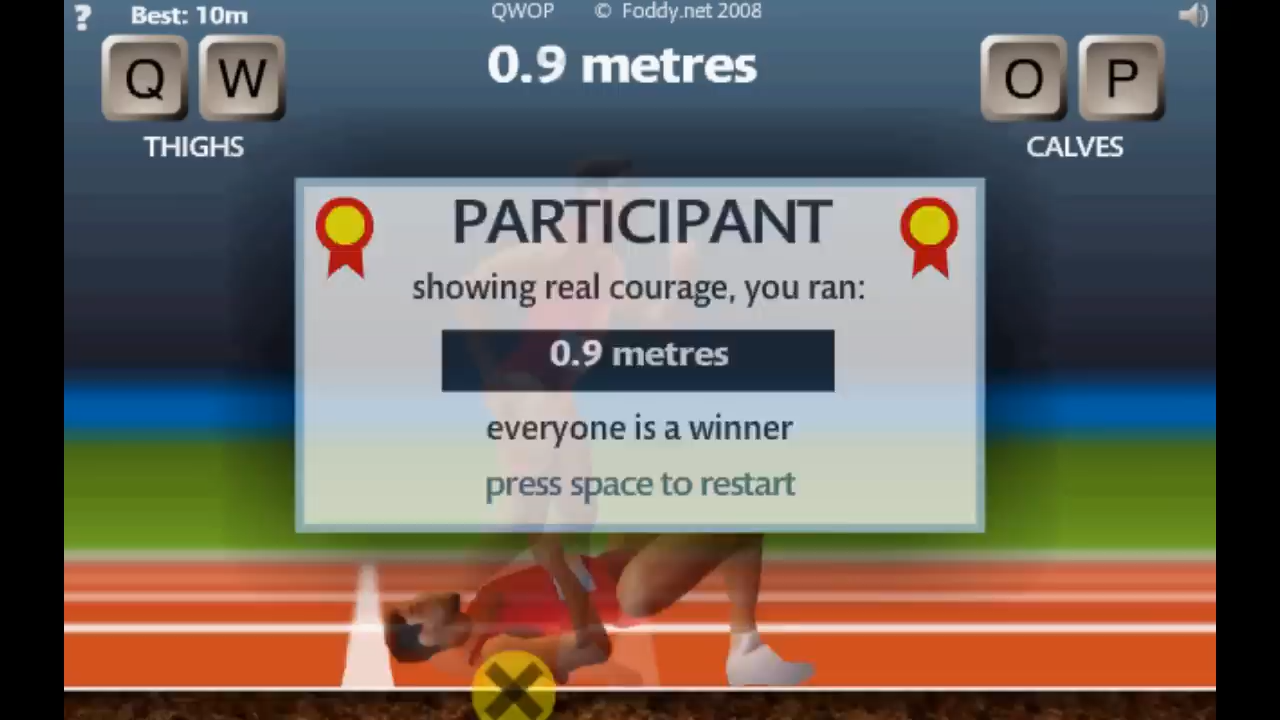 ? Best: 10m QWOP © Foddy.net 2008
Q W 0.9 metres O P
THIGHS CALVES
PARTICIPANT
showing real courage, you ran:
0.9 metres
everyone is a winner
press space to restart